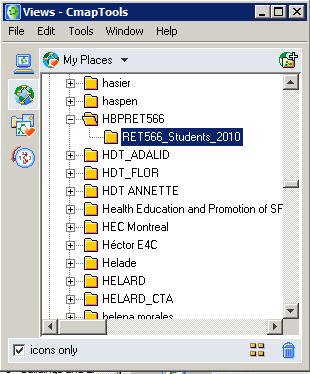 Views - CmapTools
File Edit Tools Window Help
My Places
hasier
haspen
HBPRET566
RET566_Students_2010
HDT_ADALID
HDT_FLOR
HDT ANNETTE
Health Education and Promotion of SF
HEC Montreal
Héctor E4C
Helade
HELARD
HELARD_CTA
helena morales
icons only